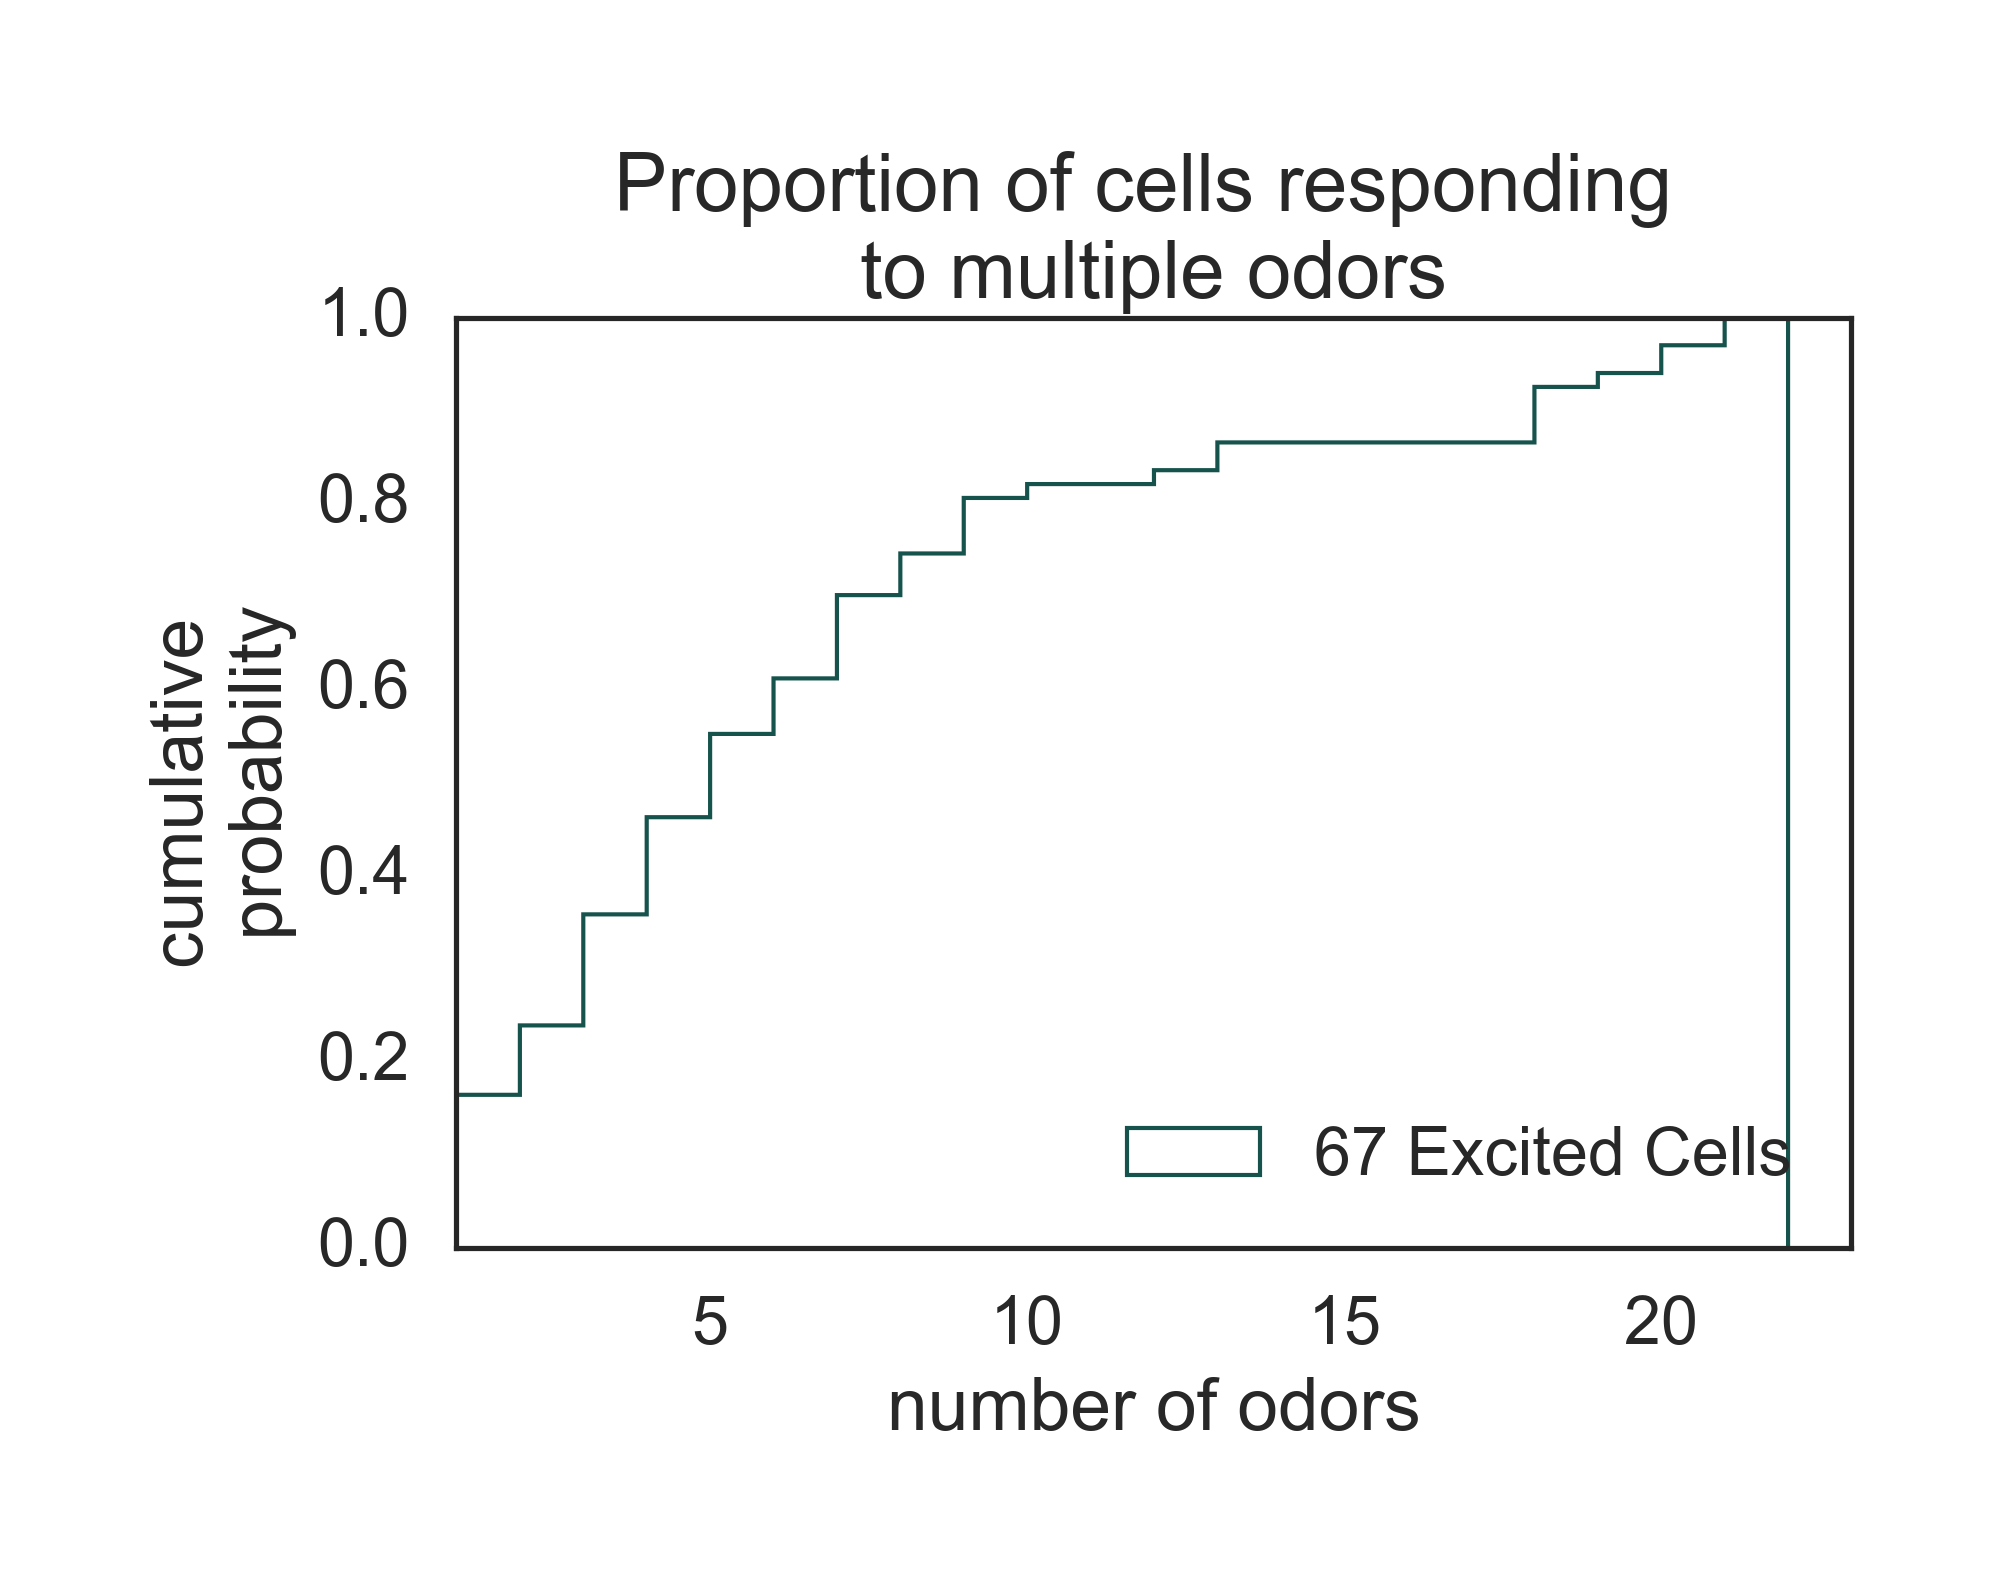 Proportion of cells responding
to multiple odors
1.0
0.8
0.6
0.4
0.2
0.0
cumulative
probability
67 Excited Cells
5
10
15
20
number of odors